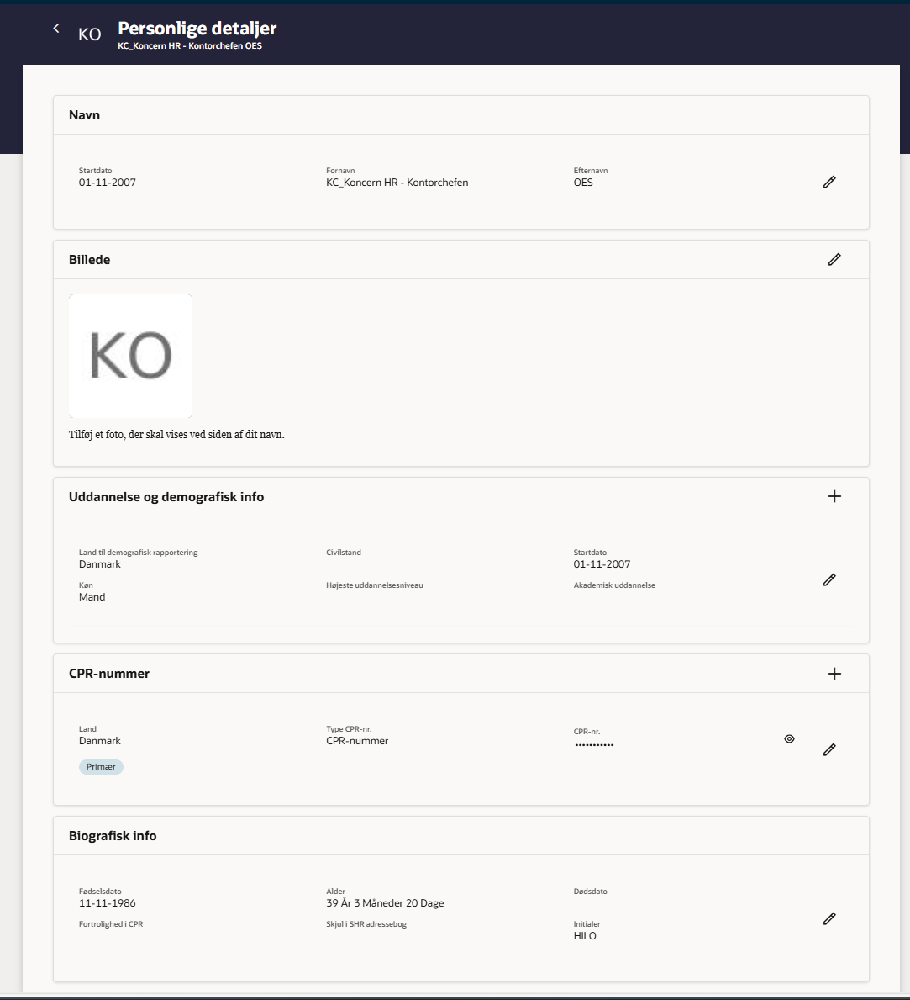 KO
Personlige detaljer
KC_Koncern HR - Kontorchefen OES
Navn
Startdato
01-11-2007
Fornavn
KC_Koncern HR - Kontorchefen
Efternavn
OES
Billede
KO
Tilføj et foto, der skal vises ved siden af dit navn.
Uddannelse og demografisk info
Land til demografisk rapportering
Danmark
Civilstand
Startdato
01-11-2007
Køn
Mand
Højeste uddannelsesniveau
Akademisk uddannelse
CPR-nummer
Land
Danmark
Type CPR-nr.
CPR-nummer
CPR-nr.
•••••••••••
Primær
Biografisk info
Fødselsdato
11-11-1986
Alder
39 År 3 Måneder 20 Dage
Dødsdato
Fortrolighed i CPR
Skjul i SHR adressebog
Initialer
HILO